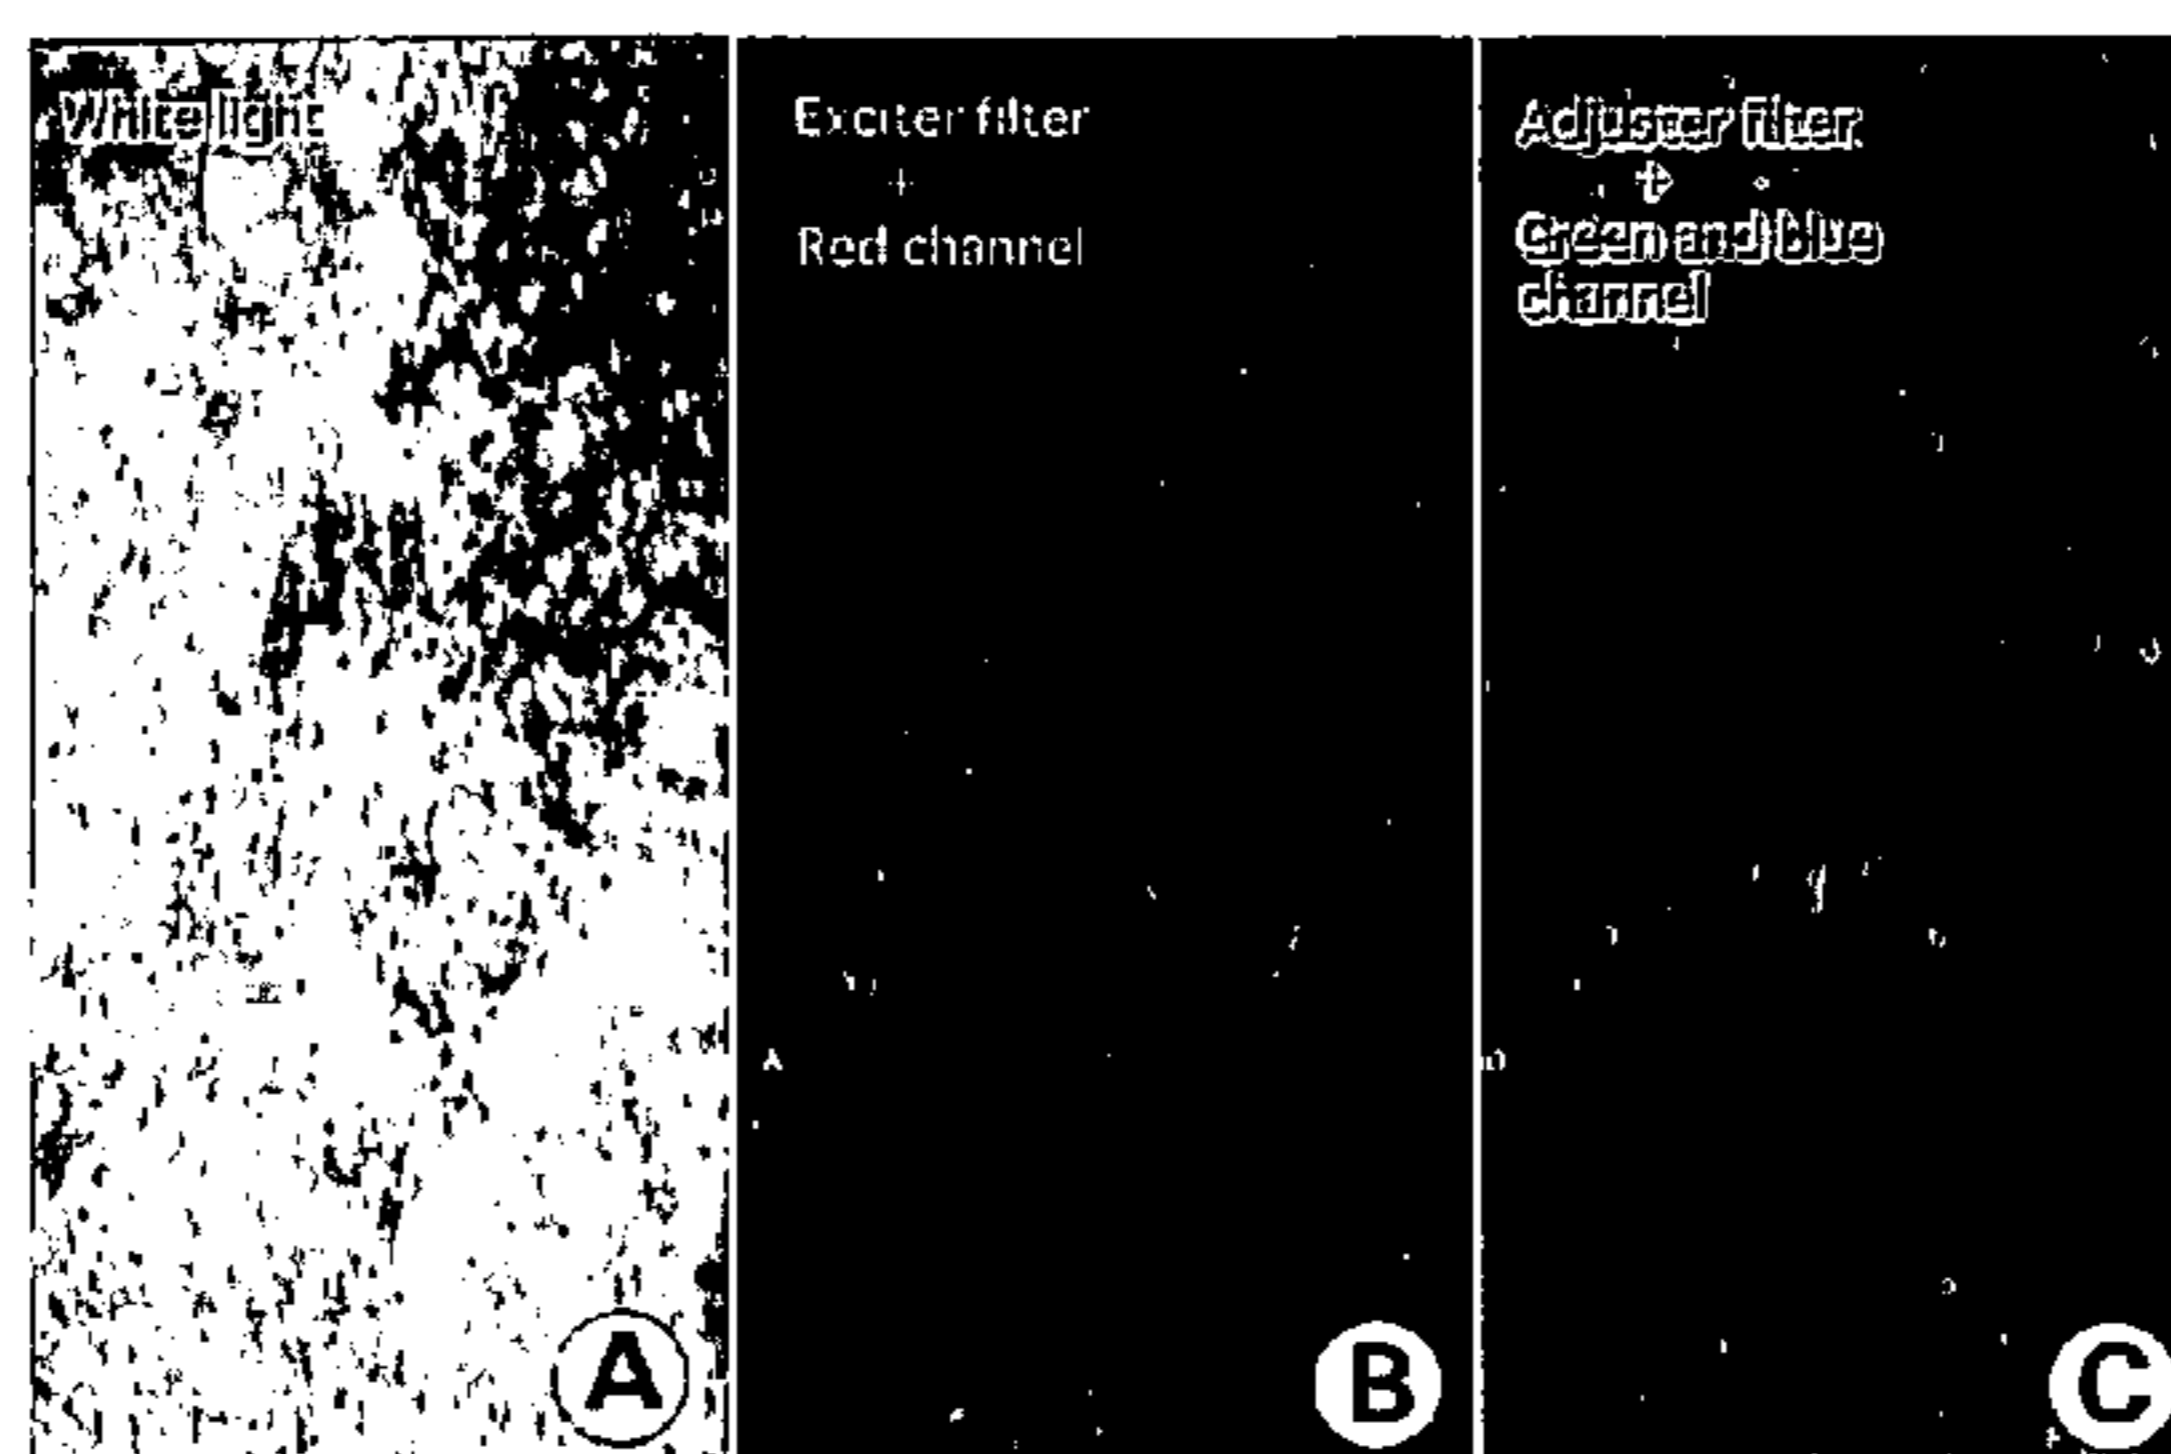 White light
Exciter filter
+
Red channel
Adjuster filter
+
Green and blue
channel
A
B
C